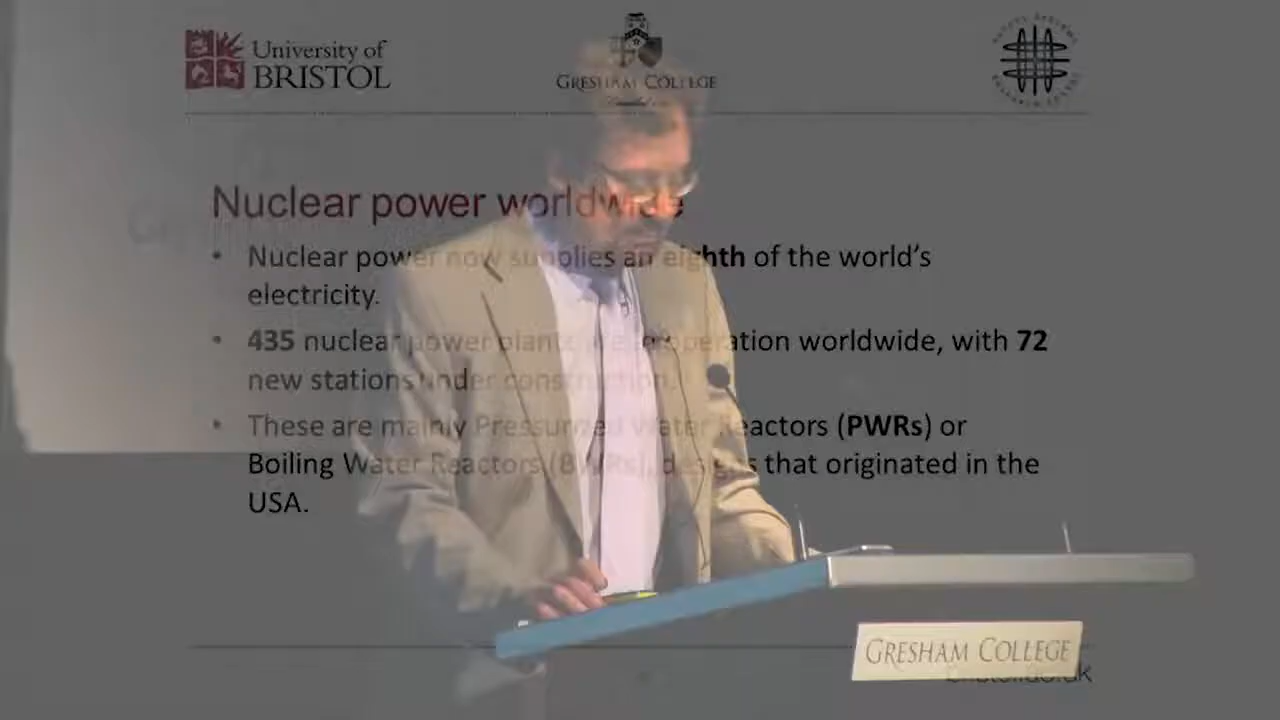 University of
BRISTOL
GRESHAM COLLEGE
Nuclear power worldwide
• Nuclear power now supplies an eighth of the world's
electricity.
• 435 nuclear power plants are in operation worldwide, with 72
new stations under construction.
• These are mainly Pressurized Water Reactors (PWRs) or
Boiling Water Reactors (BWRs), designs that originated in the
USA.
GRESHAM COLLEGE